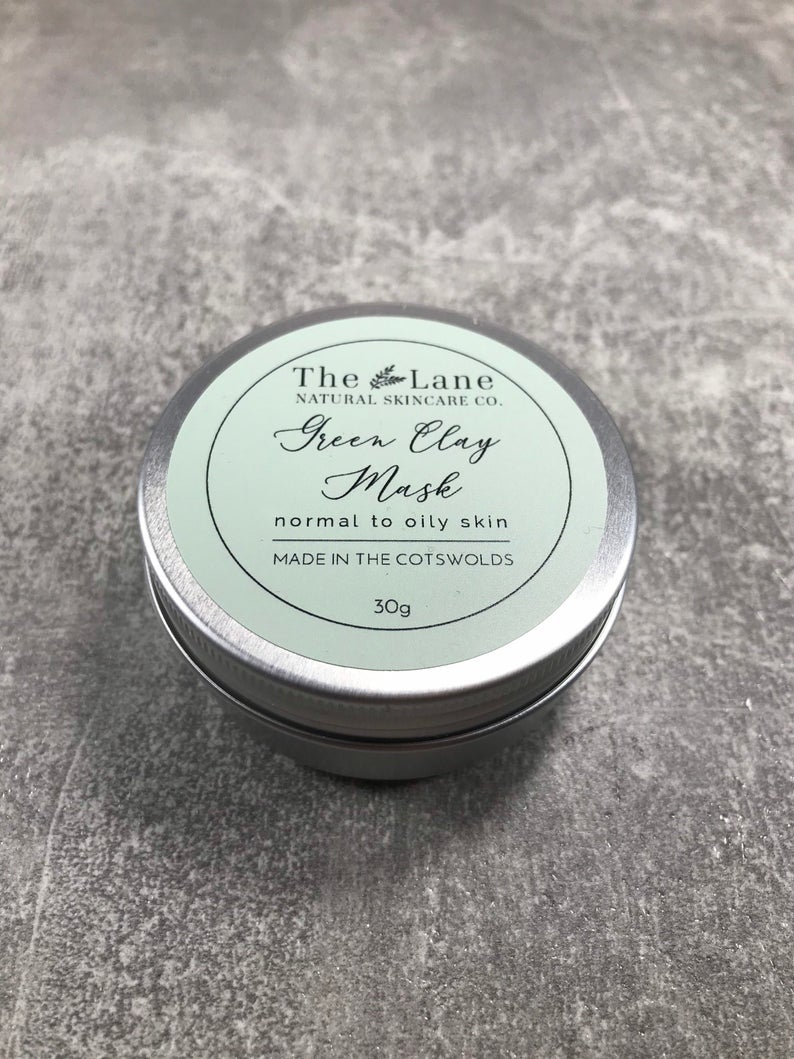 The Lane
NATURAL SKINCARE CO.
Green Clay
Mask
normal to oily skin
MADE IN THE COTSWOLDS
30g